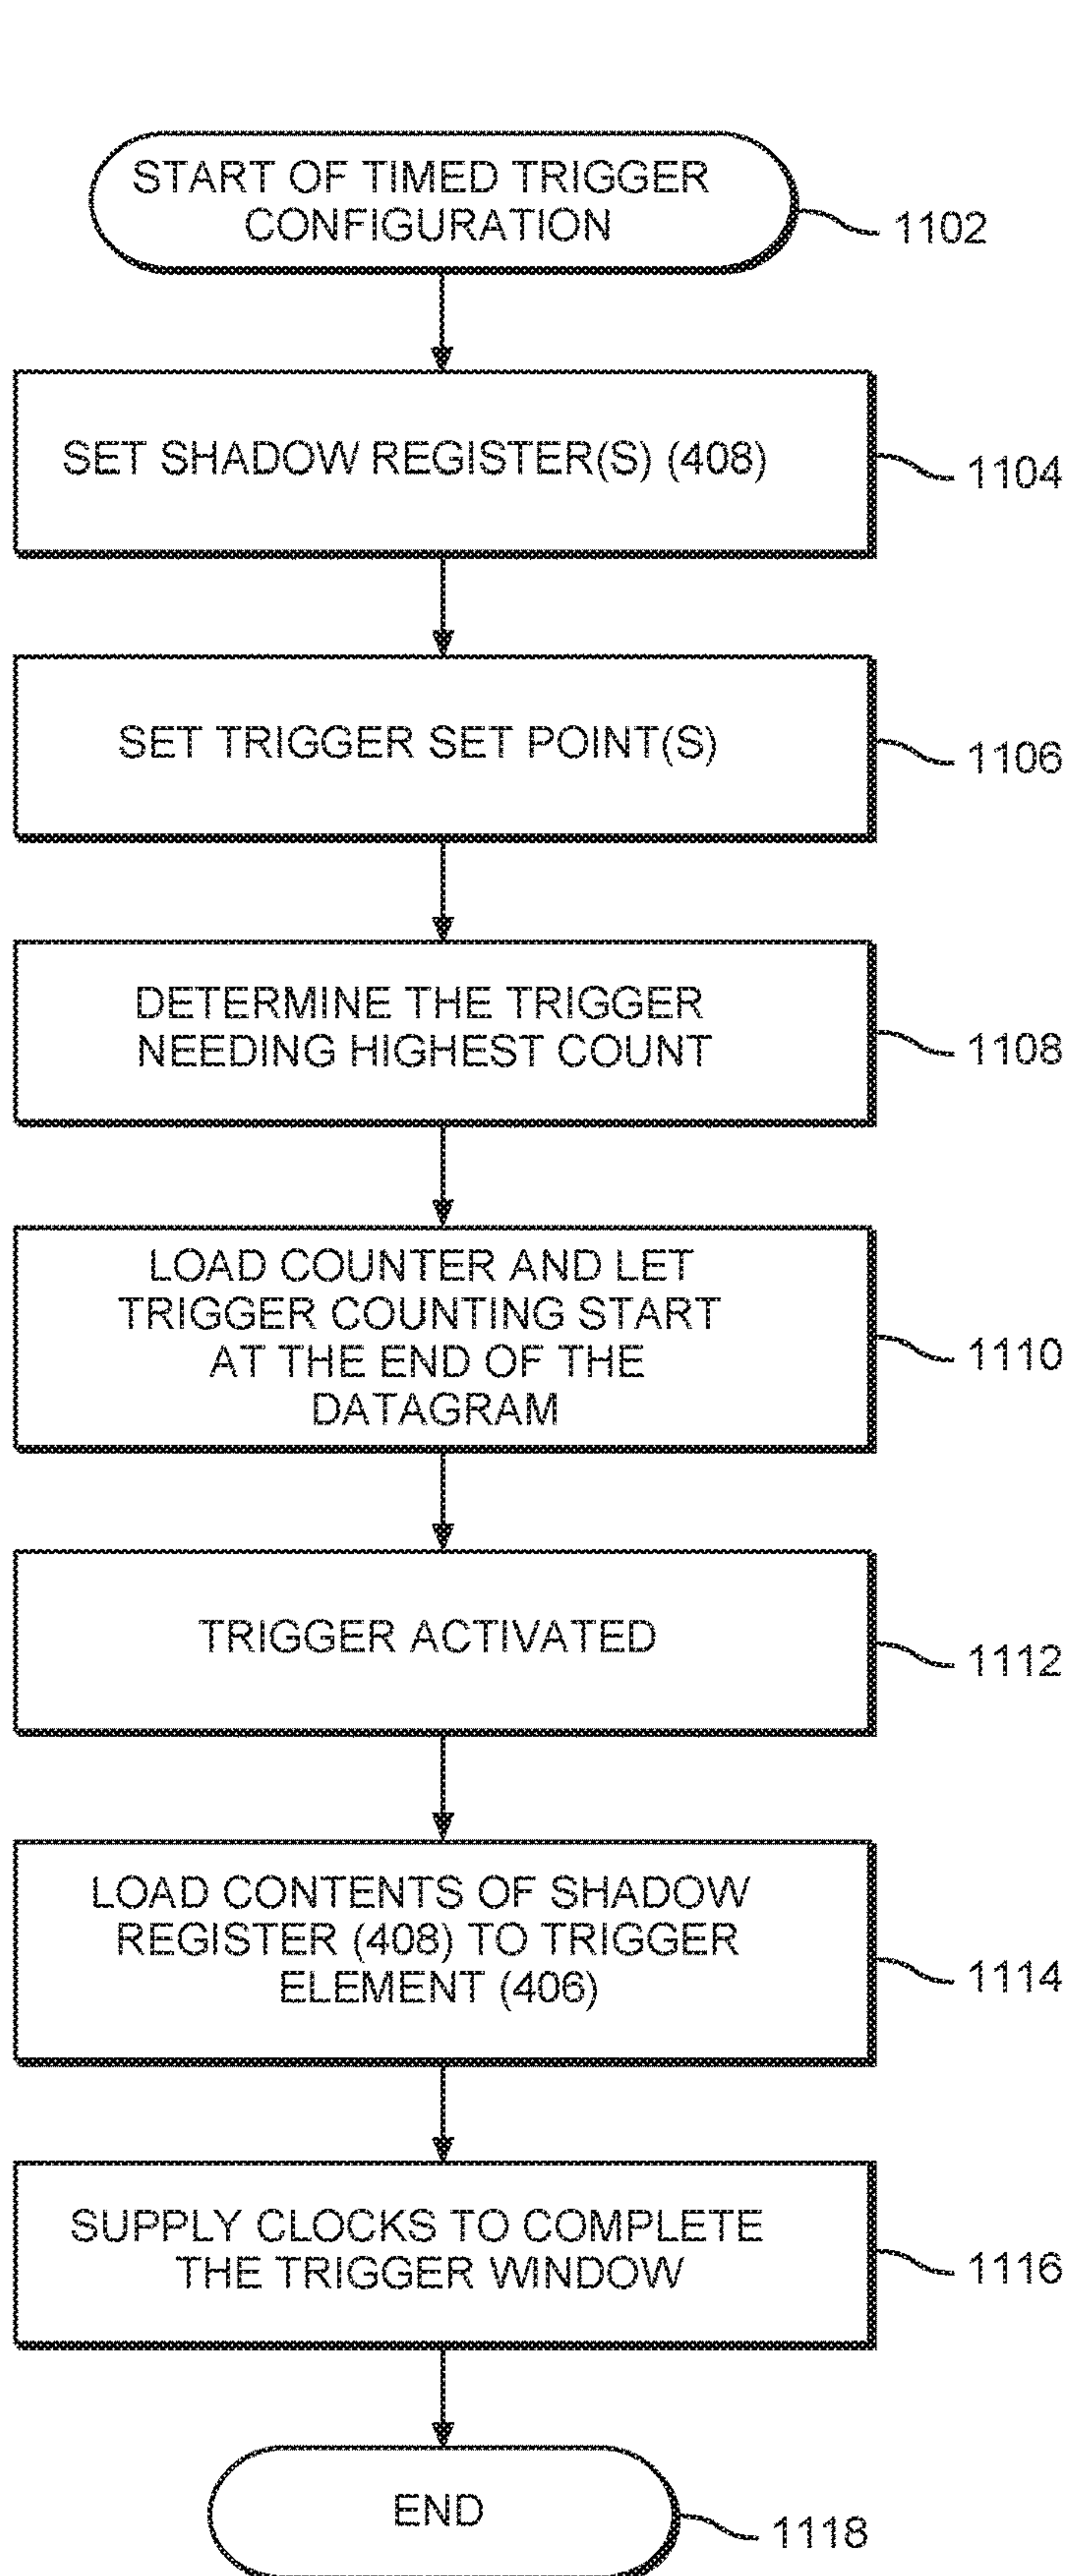 START OF TIMED TRIGGER
CONFIGURATION
1102
SET SHADOW REGISTER(S) (408)
1104
SET TRIGGER SET POINT(S)
1106
DETERMINE THE TRIGGER
NEEDING HIGHEST COUNT
1108
LOAD COUNTER AND LET
TRIGGER COUNTING START
AT THE END OF THE
DATAGRAM
1110
TRIGGER ACTIVATED
1112
LOAD CONTENTS OF SHADOW
REGISTER (408) TO TRIGGER
ELEMENT (406)
1114
SUPPLY CLOCKS TO COMPLETE
THE TRIGGER WINDOW
1116
END
1118